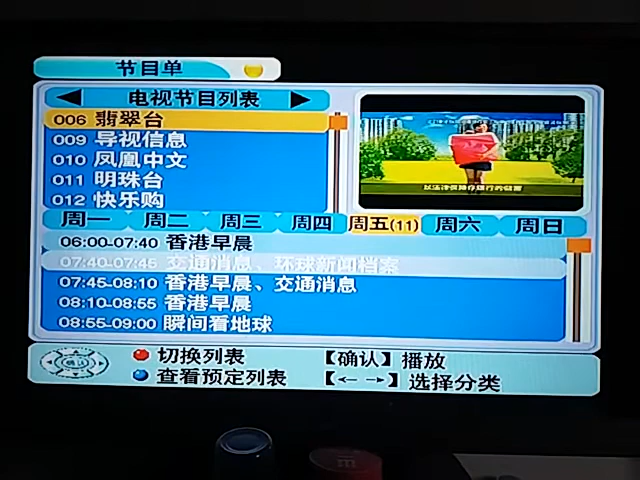 节目单
电视节目列表
006 翡翠台
009 导视信息
010 凤凰中文
011 明珠台
012 快乐购
周一 周二 周三 周四 周五(11) 周六 周日
06:00-07:40 香港早晨
07:40-07:45 交通消息、环球新闻档案
07:45-08:10 香港早晨、交通消息
08:10-08:55 香港早晨
08:55-09:00 瞬间看地球
切换列表 【确认】播放
查看预定列表 【←→】选择分类
确认